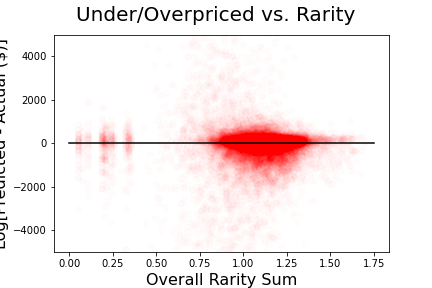 Under/Overpriced vs. Rarity
Log[Predicted - Actual ($)]
4000
2000
0
−2000
−4000
0.00 0.25 0.50 0.75 1.00 1.25 1.50 1.75
Overall Rarity Sum